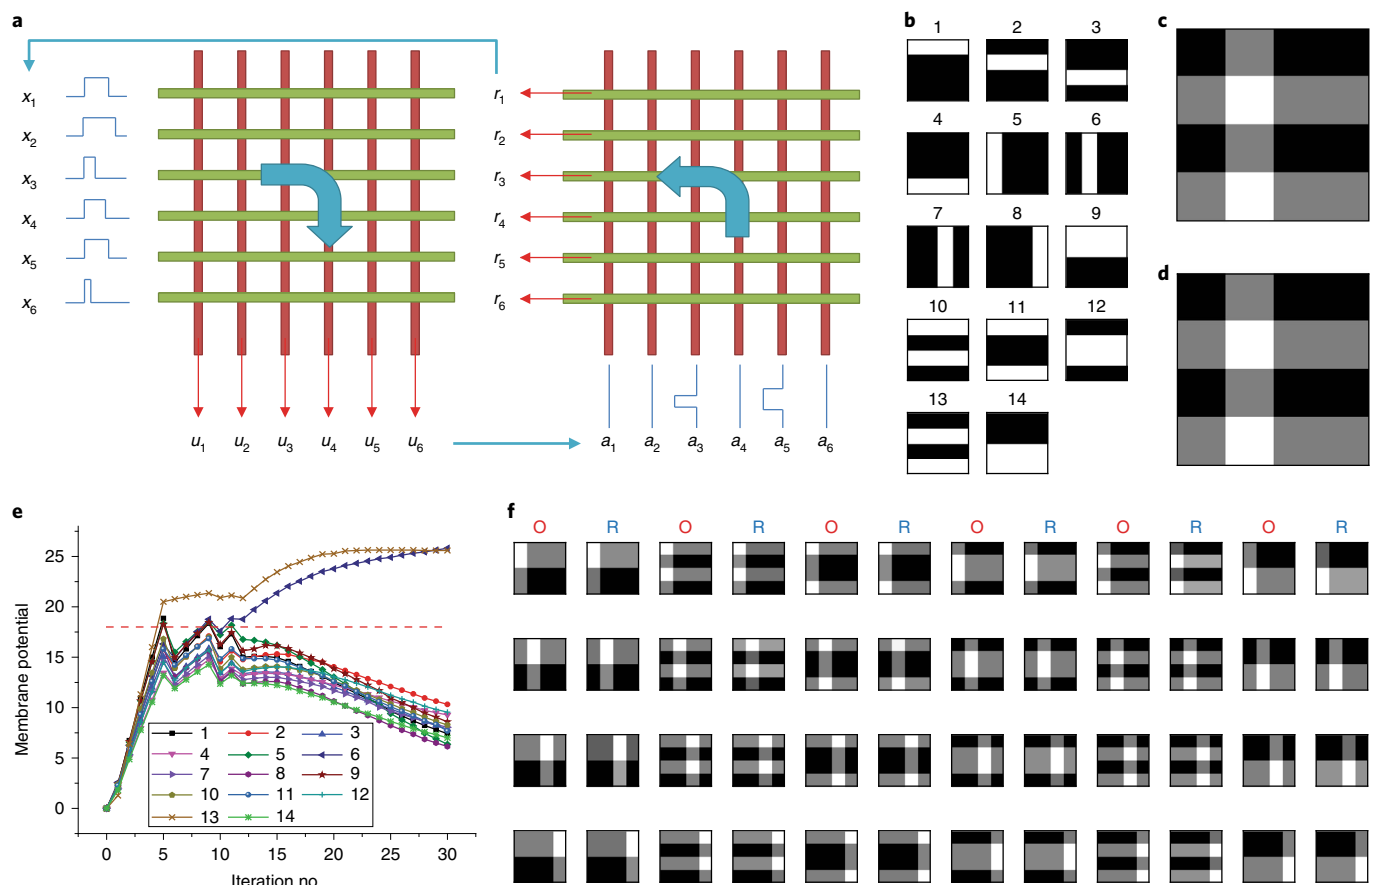 a
x1
x2
x3
x4
x5
x6
u1 u2 u3 u4 u5 u6
r1
r2
r3
r4
r5
r6
a1 a2 a3 a4 a5 a6
b
1 2 3
4 5 6
7 8 9
10 11 12
13 14
c
d
e
Membrane potential
25
20
15
10
5
0
1 2 3
4 5 6
7 8 9
10 11 12
13 14
0 5 10 15 20 25 30
Iteration no.
f
O R O R O R O R O R O R